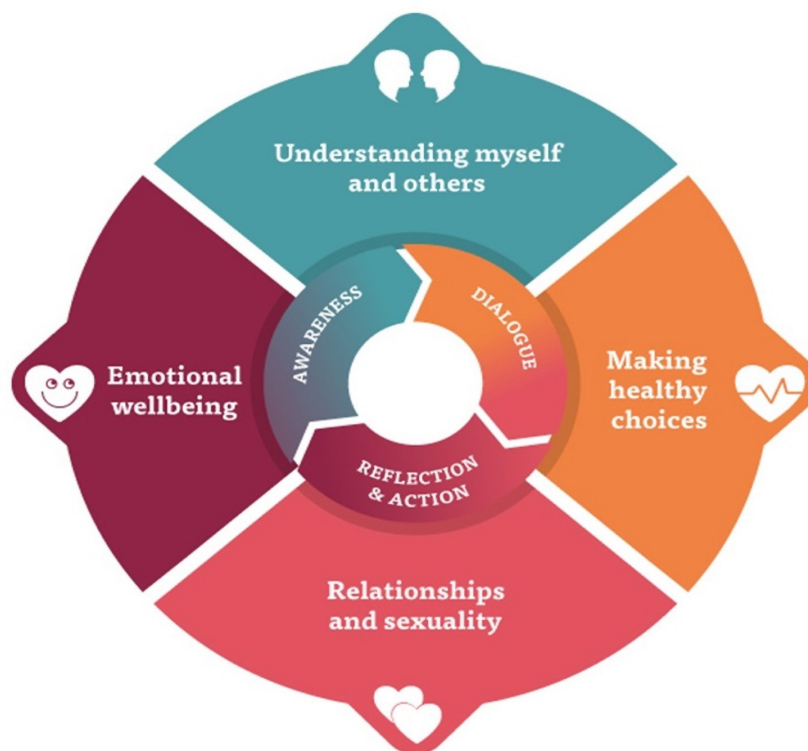 Understanding myself
and others
AWARENESS
DIALOGUE
Emotional
wellbeing
Making
healthy
choices
REFLECTION
& ACTION
Relationships
and sexuality